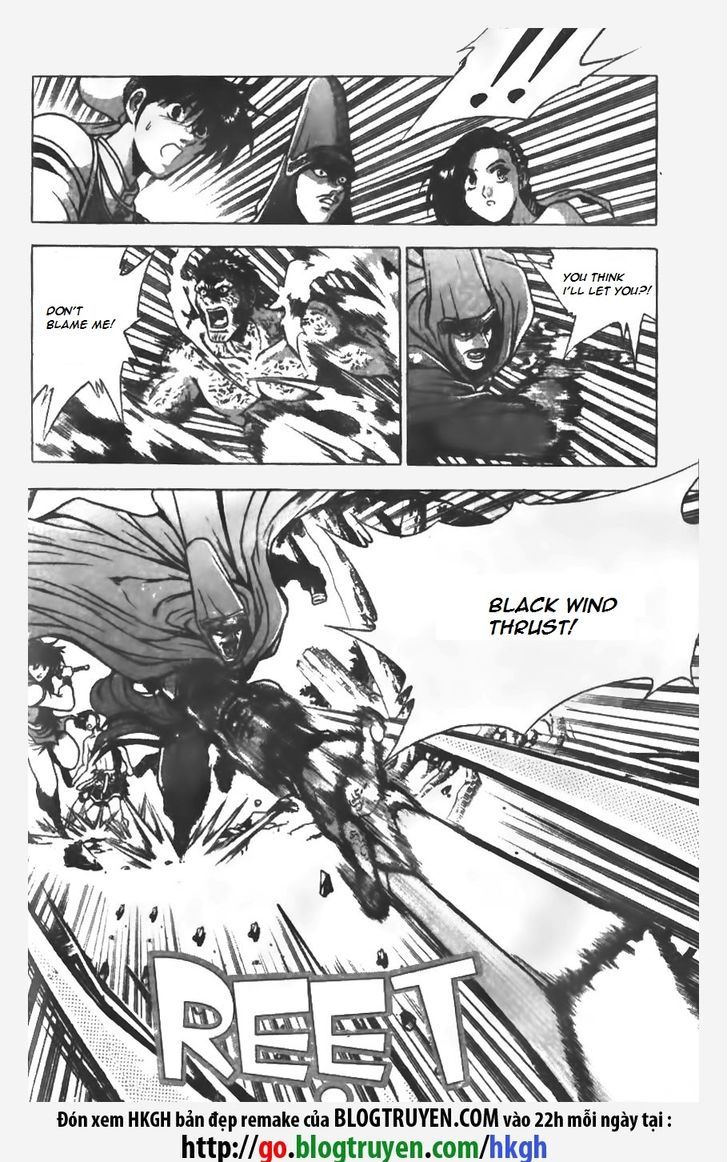 !!
DON'T
BLAME ME!
YOU THINK
I'LL LET YOU?!
BLACK WIND
THRUST!
REET
Đón xem HKGH bản đẹp remake của BLOGTRUYEN.COM vào 22h mỗi ngày tại :
http://go.blogtruyen.com/hkgh